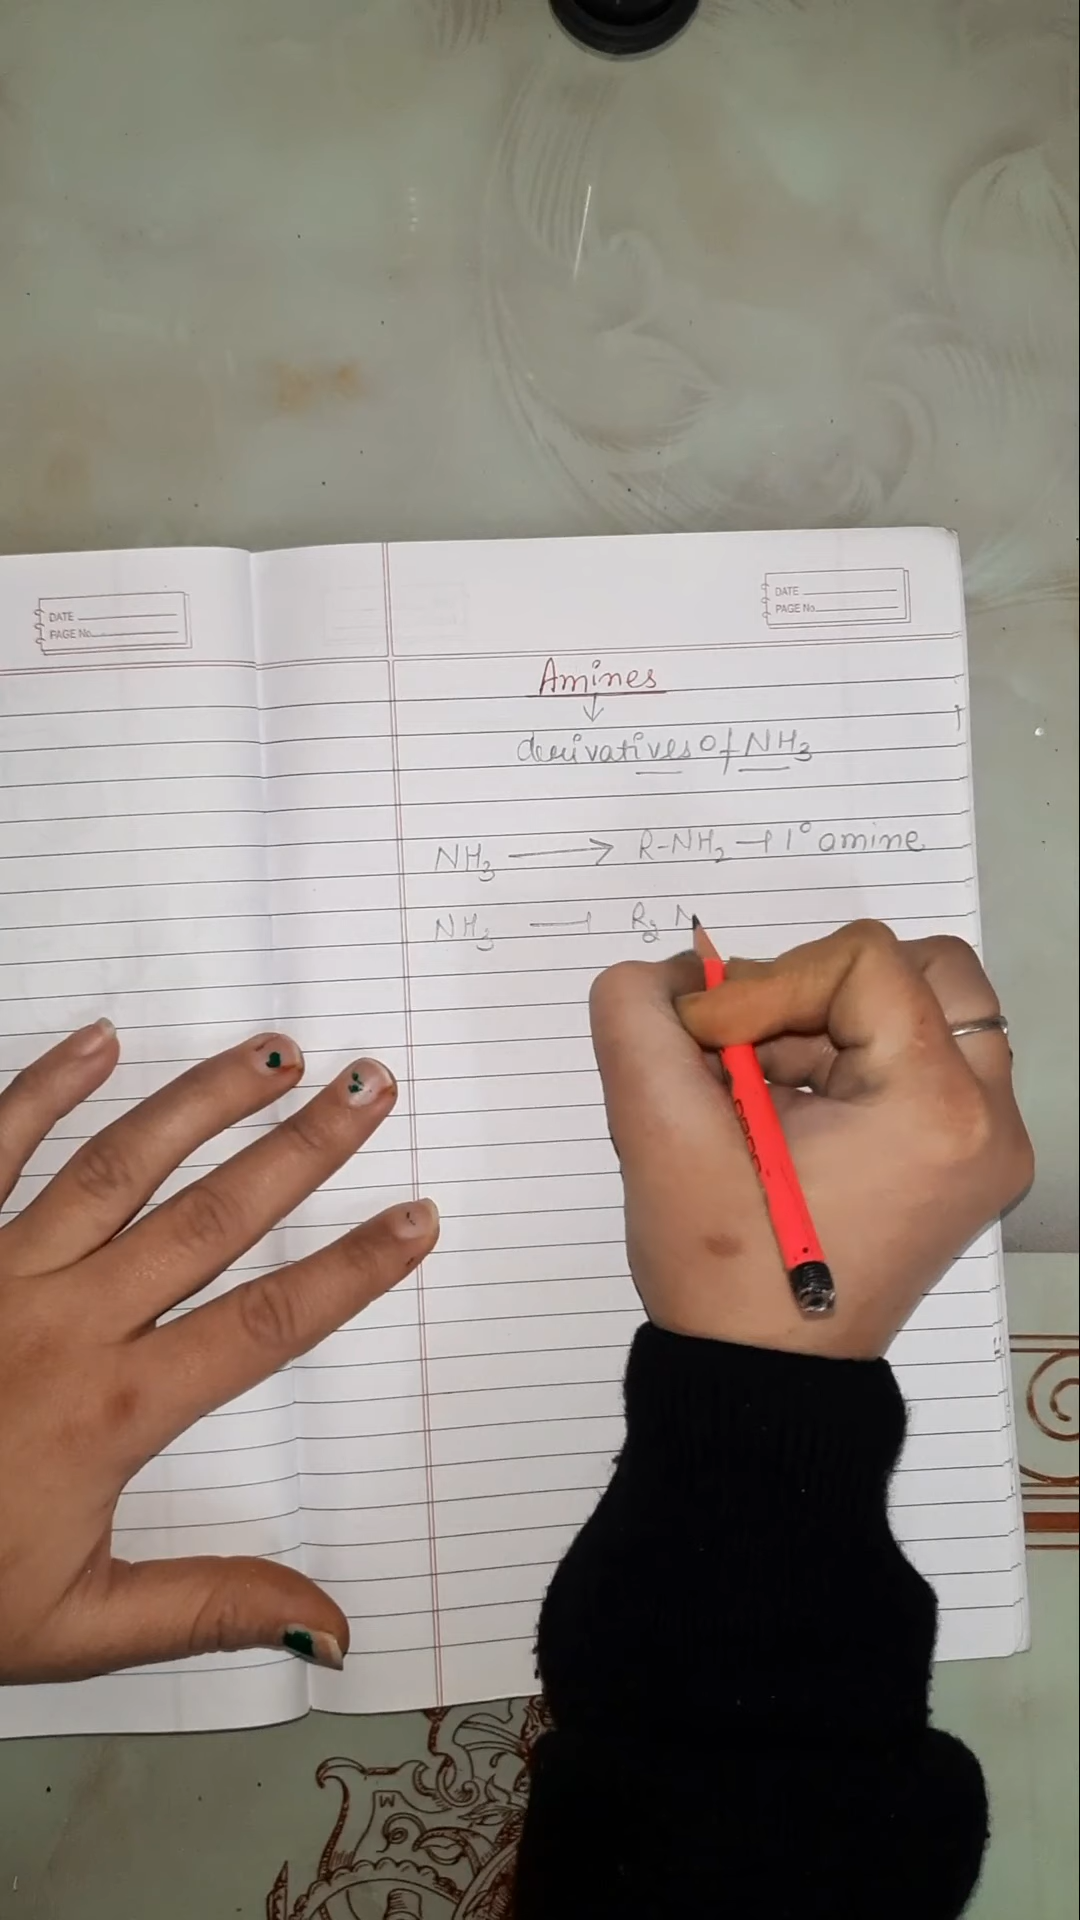 DATE
PAGE No.
DATE
PAGE No.
Amines
↓
derivatives of NH3
NH3 ⟶ R-NH2 → 1° amine
NH3 → R2 N